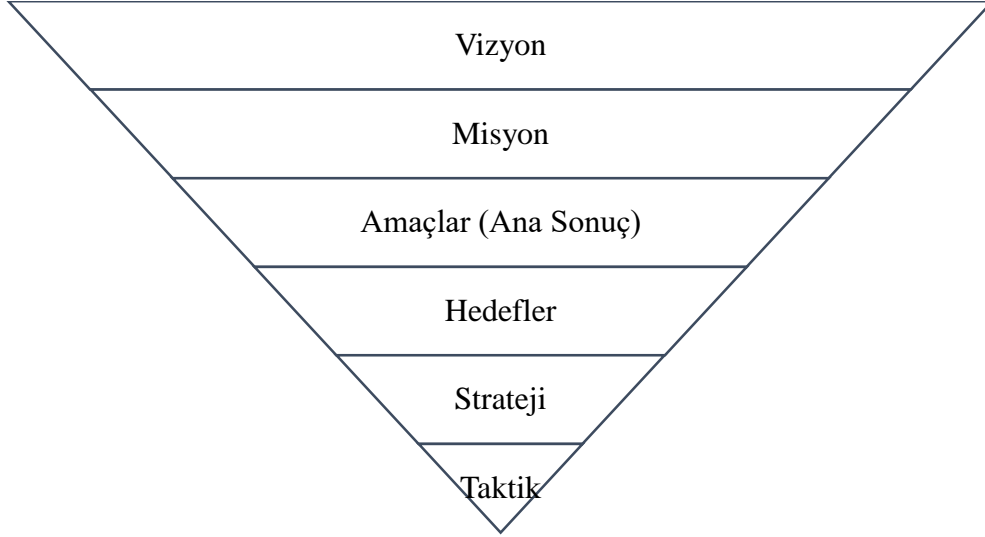 Vizyon
Misyon
Amaçlar (Ana Sonuç)
Hedefler
Strateji
Taktik